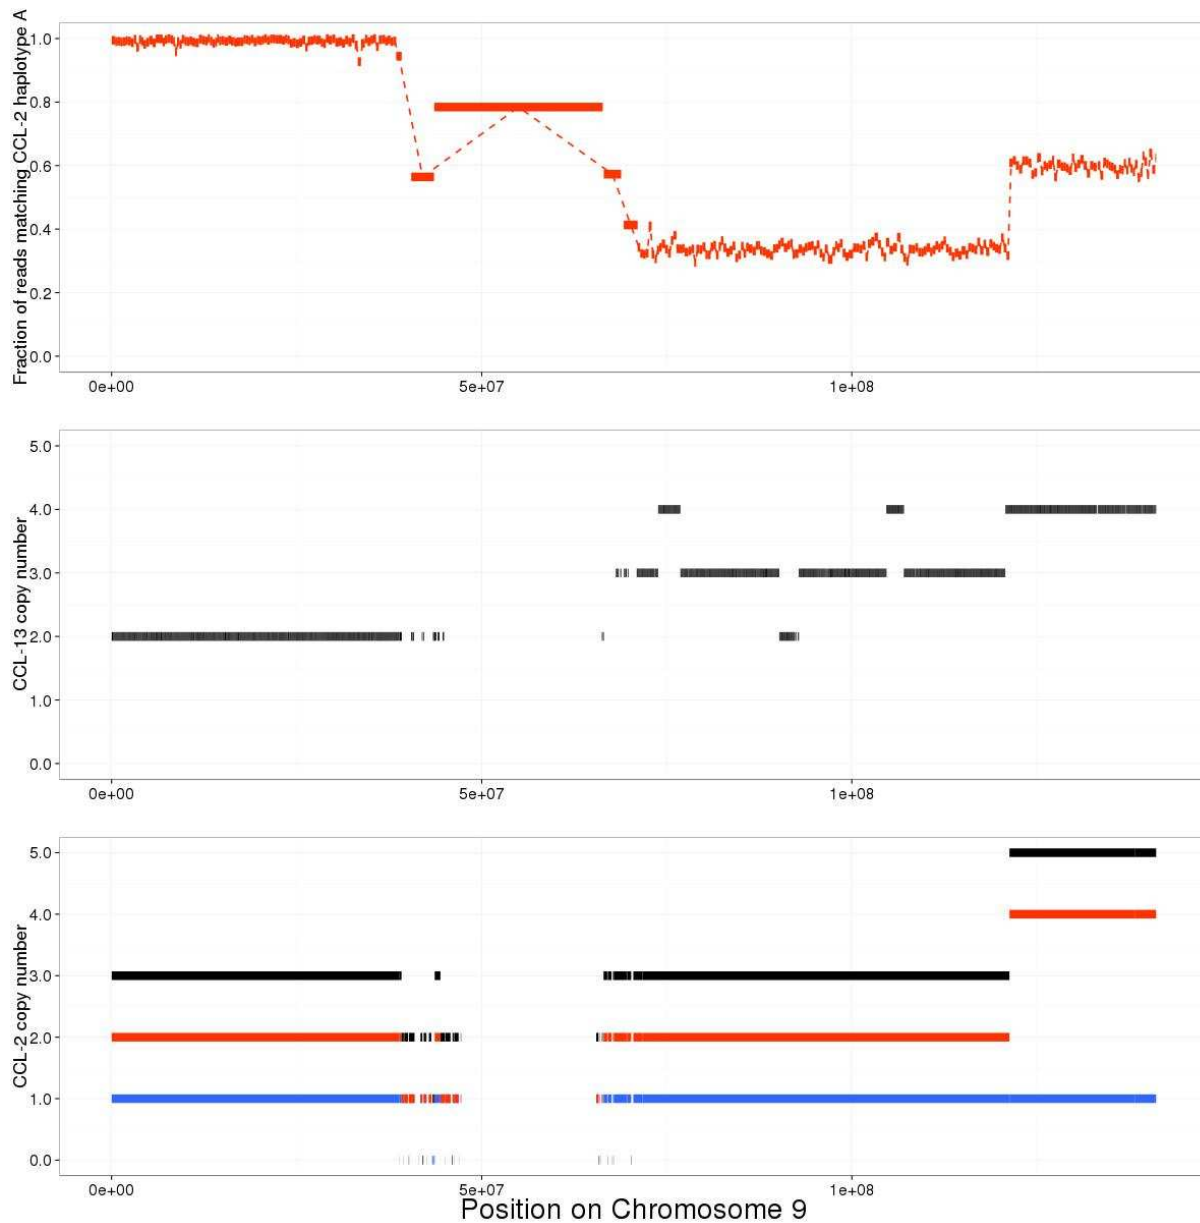 Fraction of reads matching CCL-2 haplotype A
1.0
0.8
0.6
0.4
0.2
0.0
0e+00 5e+07 1e+08
CCL-13 copy number
5.0
4.0
3.0
2.0
1.0
0.0
0e+00 5e+07 1e+08
CCL-2 copy number
5.0
4.0
3.0
2.0
1.0
0.0
0e+00 5e+07 1e+08
Position on Chromosome 9